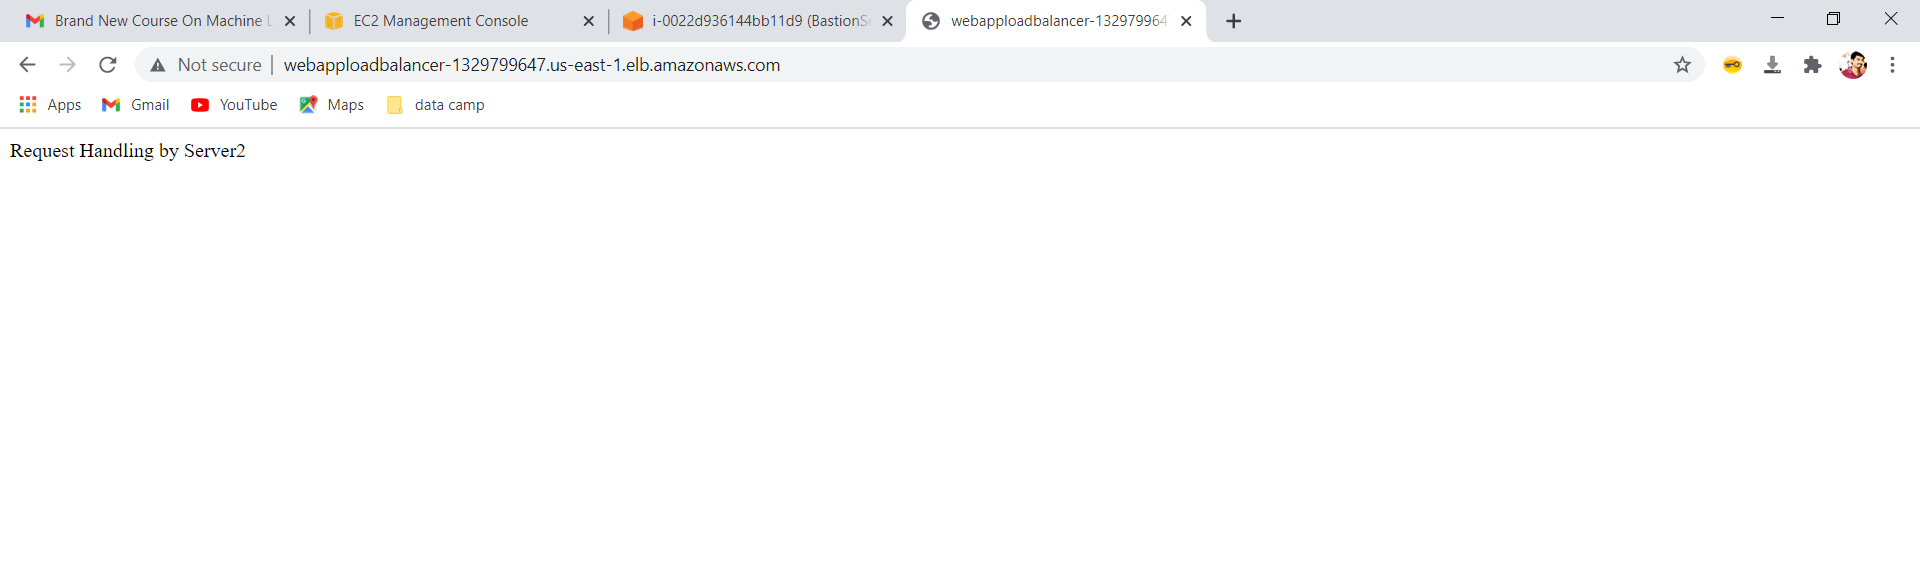 Brand New Course On Machine L
EC2 Management Console
i-0022d936144bb11d9 (BastionSe
webapploadbalancer-132979964
Not secure
webapploadbalancer-1329799647.us-east-1.elb.amazonaws.com
Apps
Gmail
YouTube
Maps
data camp
Request Handling by Server2